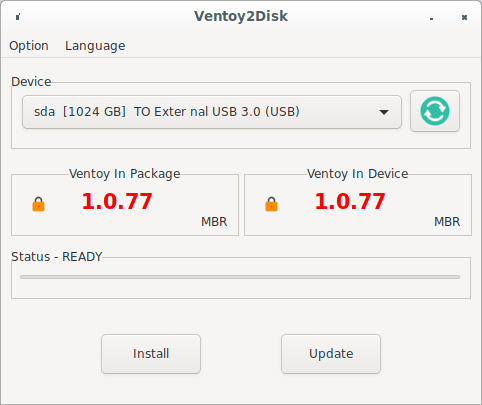 Ventoy2Disk
Option Language
Device
sda [1024 GB] TO Exter nal USB 3.0 (USB)
Ventoy In Package Ventoy In Device
1.0.77 1.0.77
MBR MBR
Status - READY
Install Update